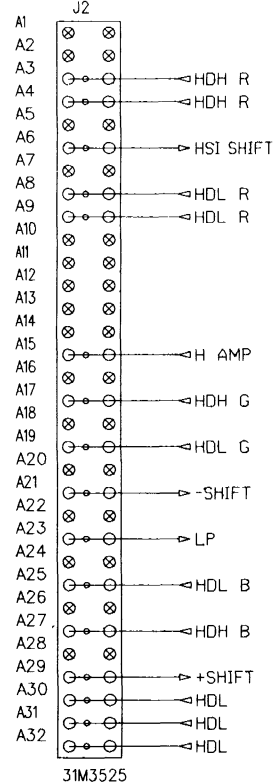 J2
A1
A2
A3 HDH R
A4 HDH R
A5
A6 HSI SHIFT
A7
A8 HDL R
A9 HDL R
A10
A11
A12
A13
A14
A15 H AMP
A16
A17 HDH G
A18
A19 HDL G
A20
A21 -SHIFT
A22
A23 LP
A24
A25 HDL B
A26
A27 HDH B
A28
A29 +SHIFT
A30 HDL
A31 HDL
A32 HDL
31M3525